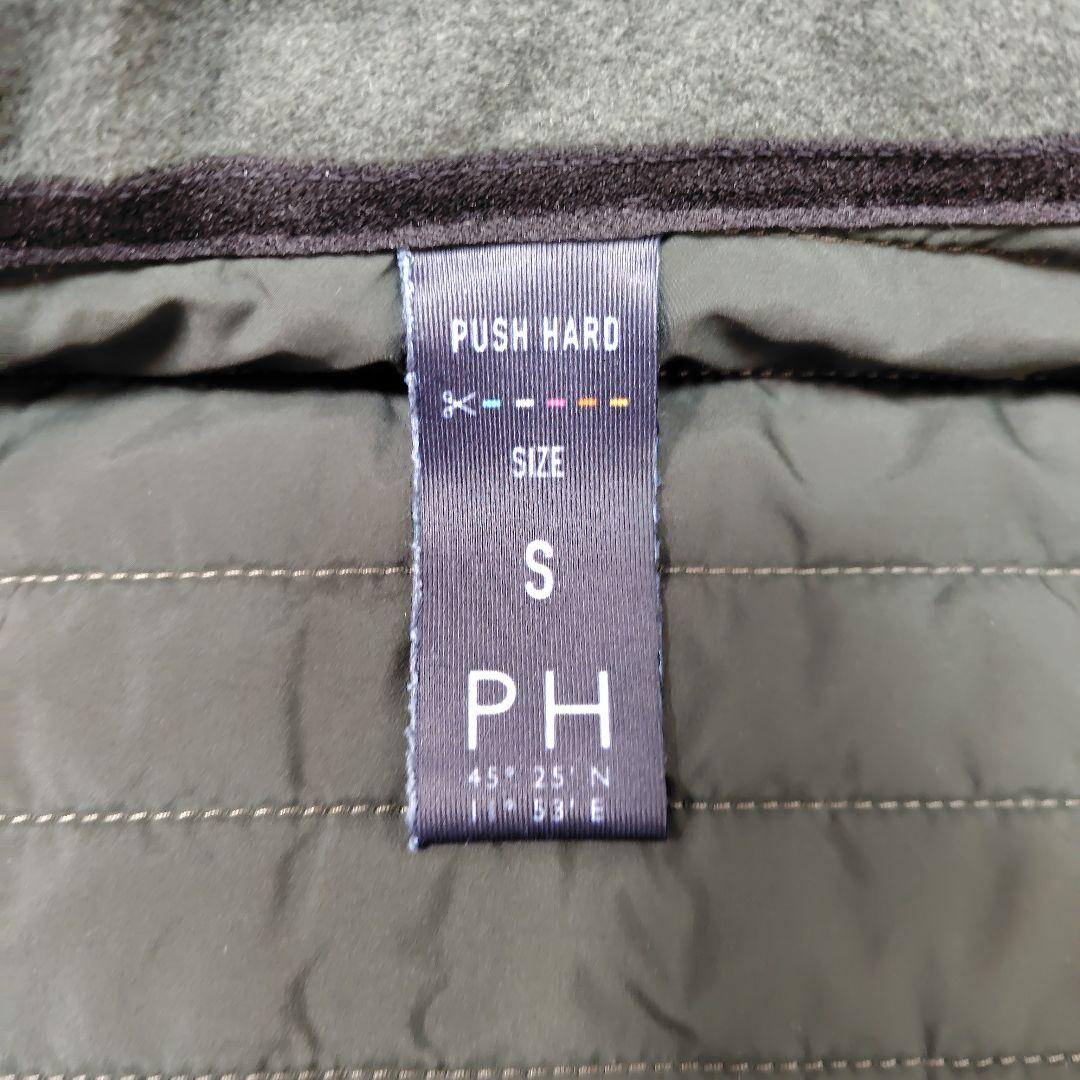 PUSH HARD
SIZE
S
PH
45° 25' N
11° 53' E